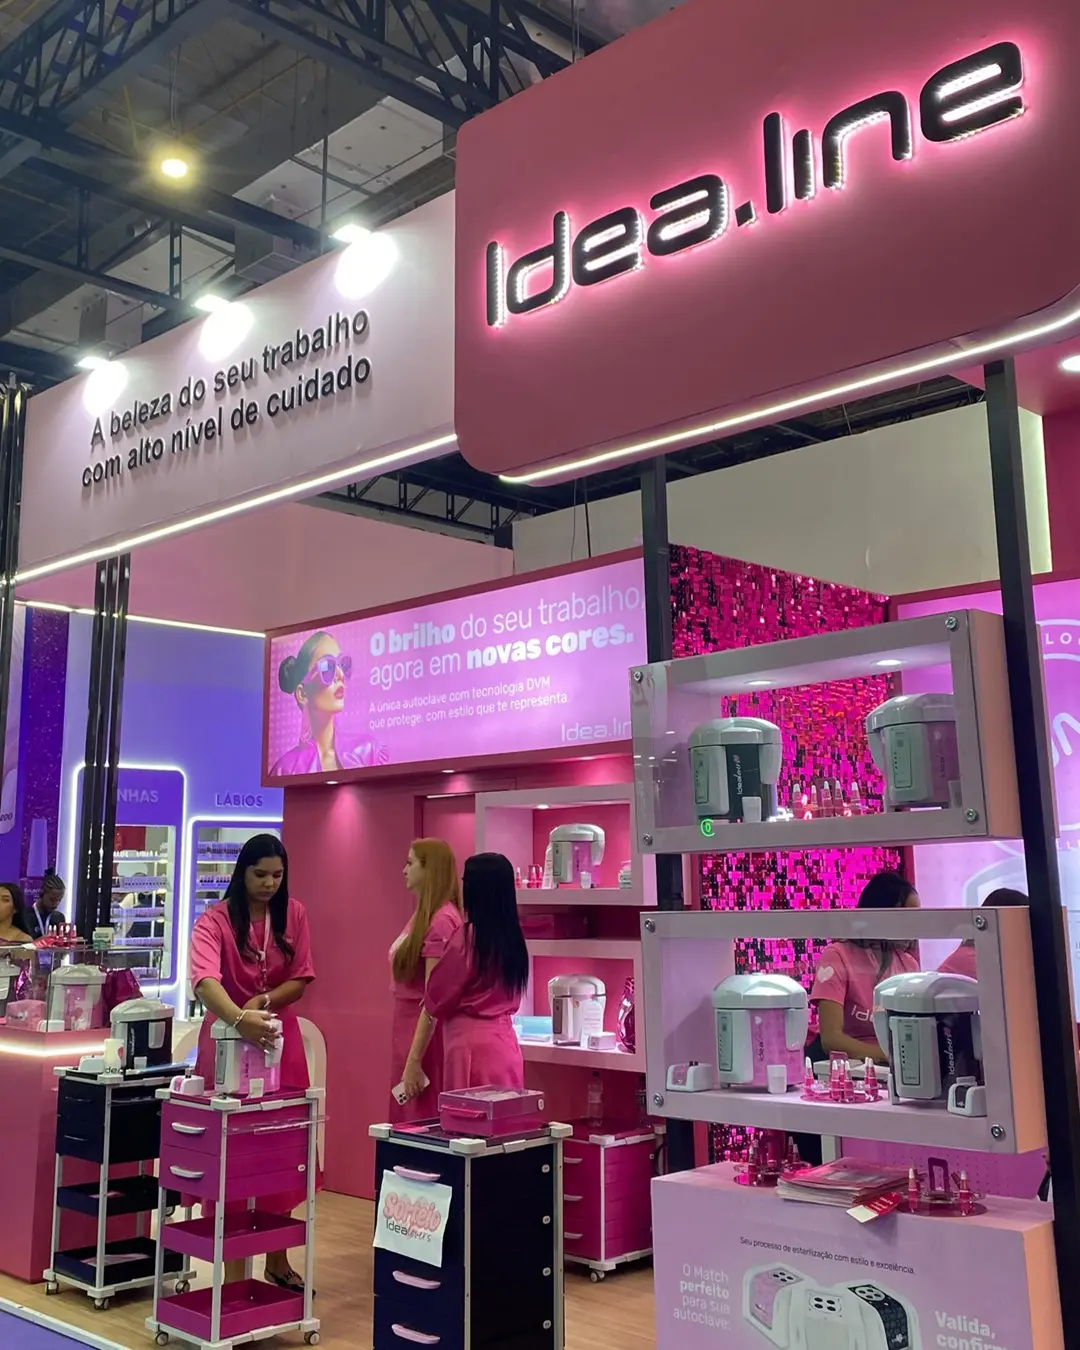 Idea.line
A beleza do seu trabalho
com alto nível de cuidado
O brilho do seu trabalho,
agora em novas cores.
A única autoclave com tecnologia DVM
que protege, com estilo que te representa.
LÁBIOS
Sorteio
Idealovers
Seu processo de esterilização com estilo e excelência.
O Match
perfeito
para sua
autoclave.
Valida,